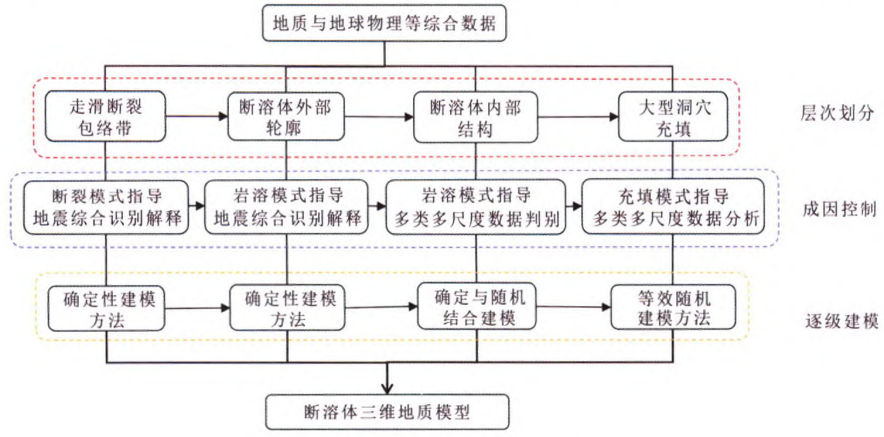 地质与地球物理等综合数据
走滑断裂
包络带
断溶体外部
轮廓
断溶体内部
结构
大型洞穴
充填
层次划分
断裂模式指导
地震综合识别解释
岩溶模式指导
地震综合识别解释
岩溶模式指导
多类多尺度数据判别
充填模式指导
多类多尺度数据分析
成因控制
确定性建模
方法
确定性建模
方法
确定与随机
结合建模
等效随机
建模方法
逐级建模
断溶体三维地质模型